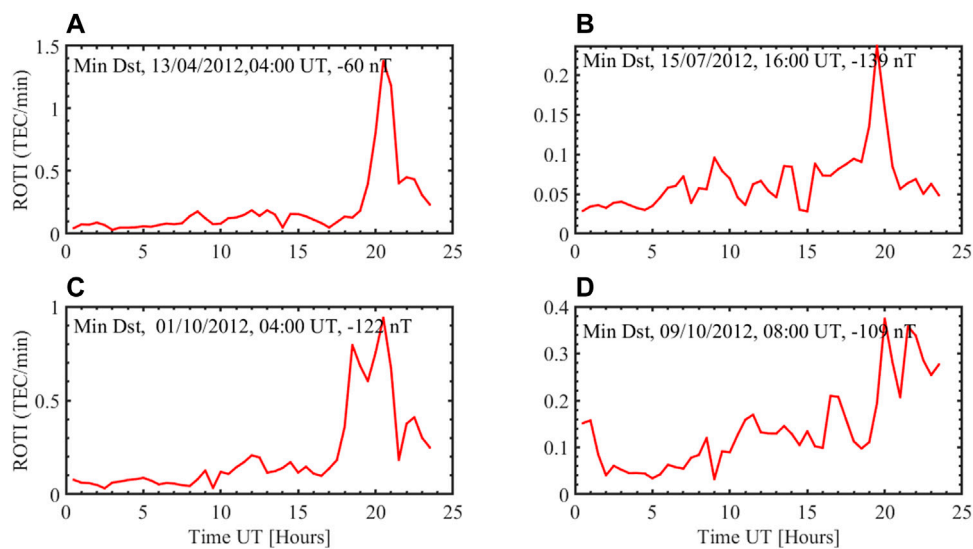 A
Min Dst, 13/04/2012,04:00 UT, -60 nT
ROTI (TEC/min)
1.5
1
0.5
0
0 5 10 15 20 25
B
Min Dst, 15/07/2012, 16:00 UT, -139 nT
0.2
0.15
0.1
0.05
0
0 5 10 15 20 25
C
Min Dst, 01/10/2012, 04:00 UT, -122 nT
ROTI (TEC/min)
1
0.5
0
0 5 10 15 20 25
Time UT [Hours]
D
Min Dst, 09/10/2012, 08:00 UT, -109 nT
0.4
0.3
0.2
0.1
0
0 5 10 15 20 25
Time UT [Hours]